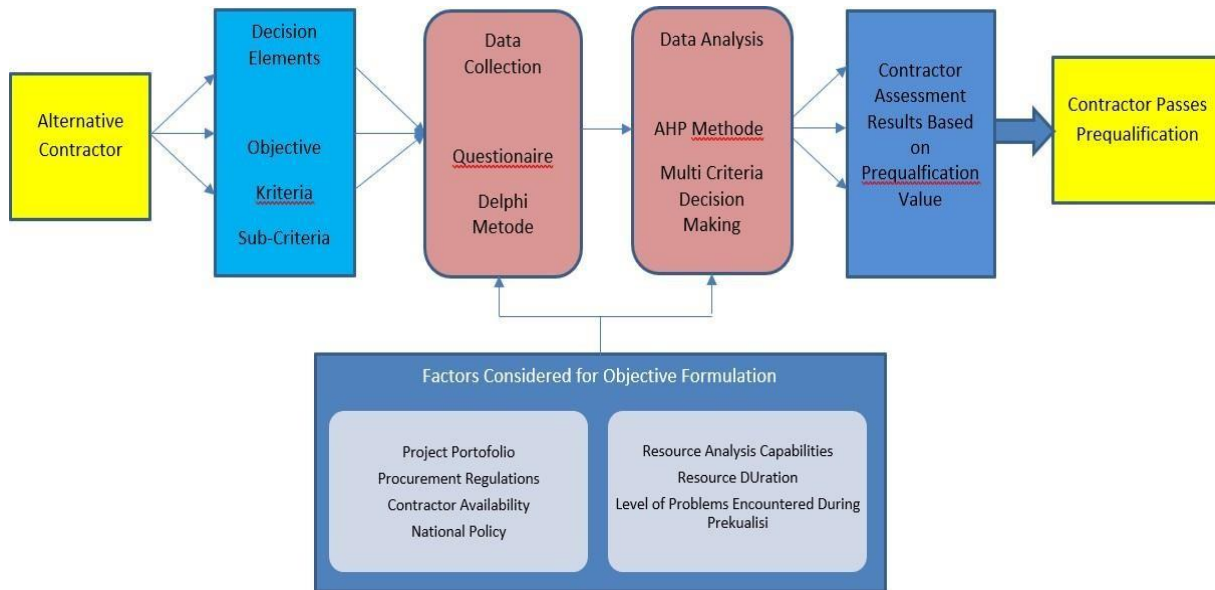 Alternative
Contractor
Decision
Elements
Objective
Kriteria
Sub-Criteria
Data
Collection
Questionaire
Delphi
Metode
Data Analysis
AHP Methode
Multi Criteria
Decision
Making
Contractor
Assessment
Results Based
on
Prequalfication
Value
Contractor Passes
Prequalification
Factors Considered for Objective Formulation
Project Portofolio
Procurement Regulations
Contractor Availability
National Policy
Resource Analysis Capabilities
Resource DUration
Level of Problems Encountered During
Prekualisi